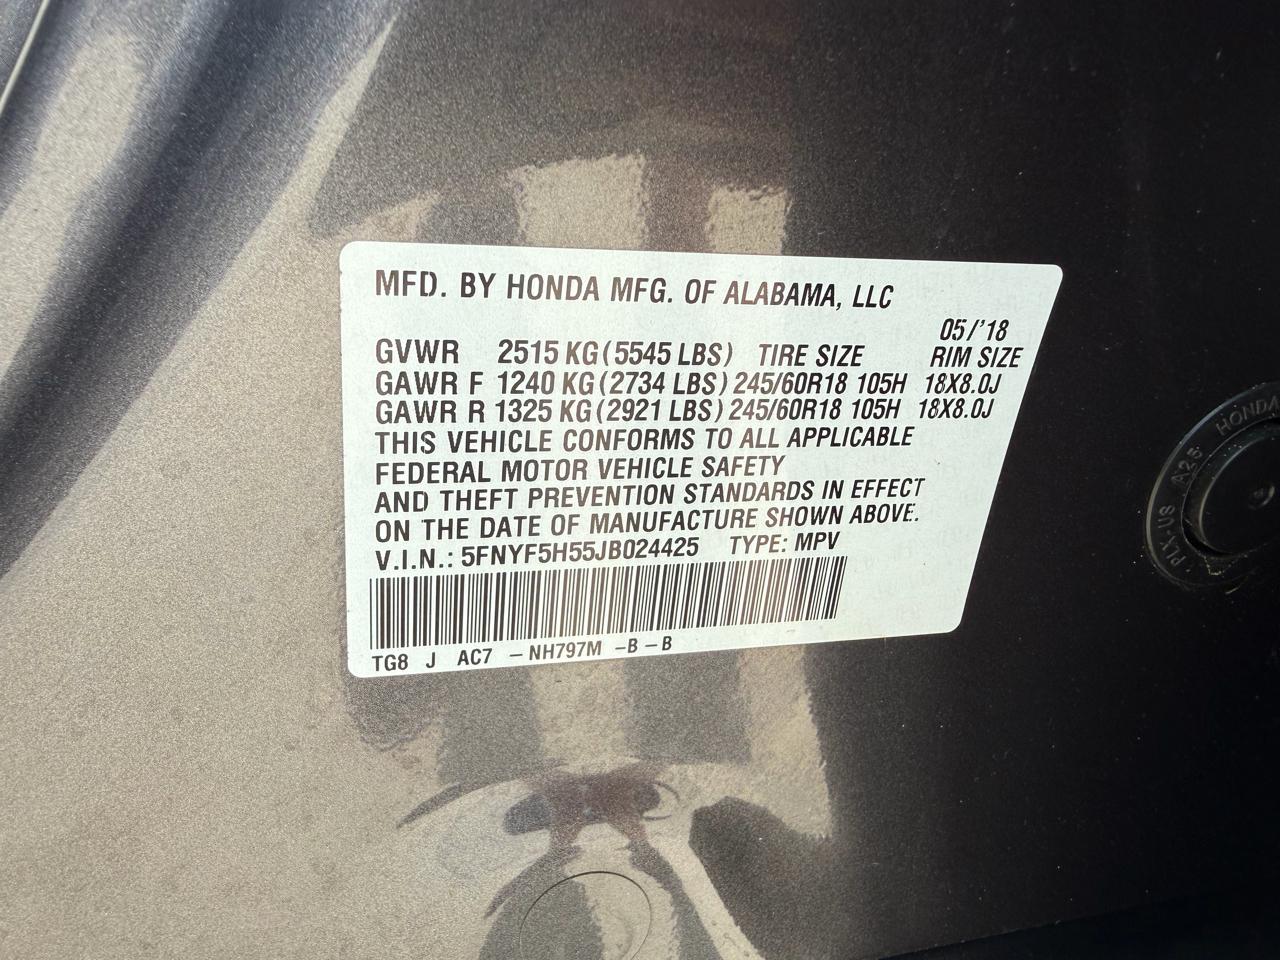 MFD. BY HONDA MFG. OF ALABAMA, LLC
05/'18
GVWR 2515 KG (5545 LBS) TIRE SIZE RIM SIZE
GAWR F 1240 KG (2734 LBS) 245/60R18 105H 18X8.0J
GAWR R 1325 KG (2921 LBS) 245/60R18 105H 18X8.0J
THIS VEHICLE CONFORMS TO ALL APPLICABLE
FEDERAL MOTOR VEHICLE SAFETY
AND THEFT PREVENTION STANDARDS IN EFFECT
ON THE DATE OF MANUFACTURE SHOWN ABOVE.
V.I.N.: 5FNYF5H55JB024425 TYPE: MPV
TG8 J AC7 – NH797M –B –B
HONDA
PLX-US